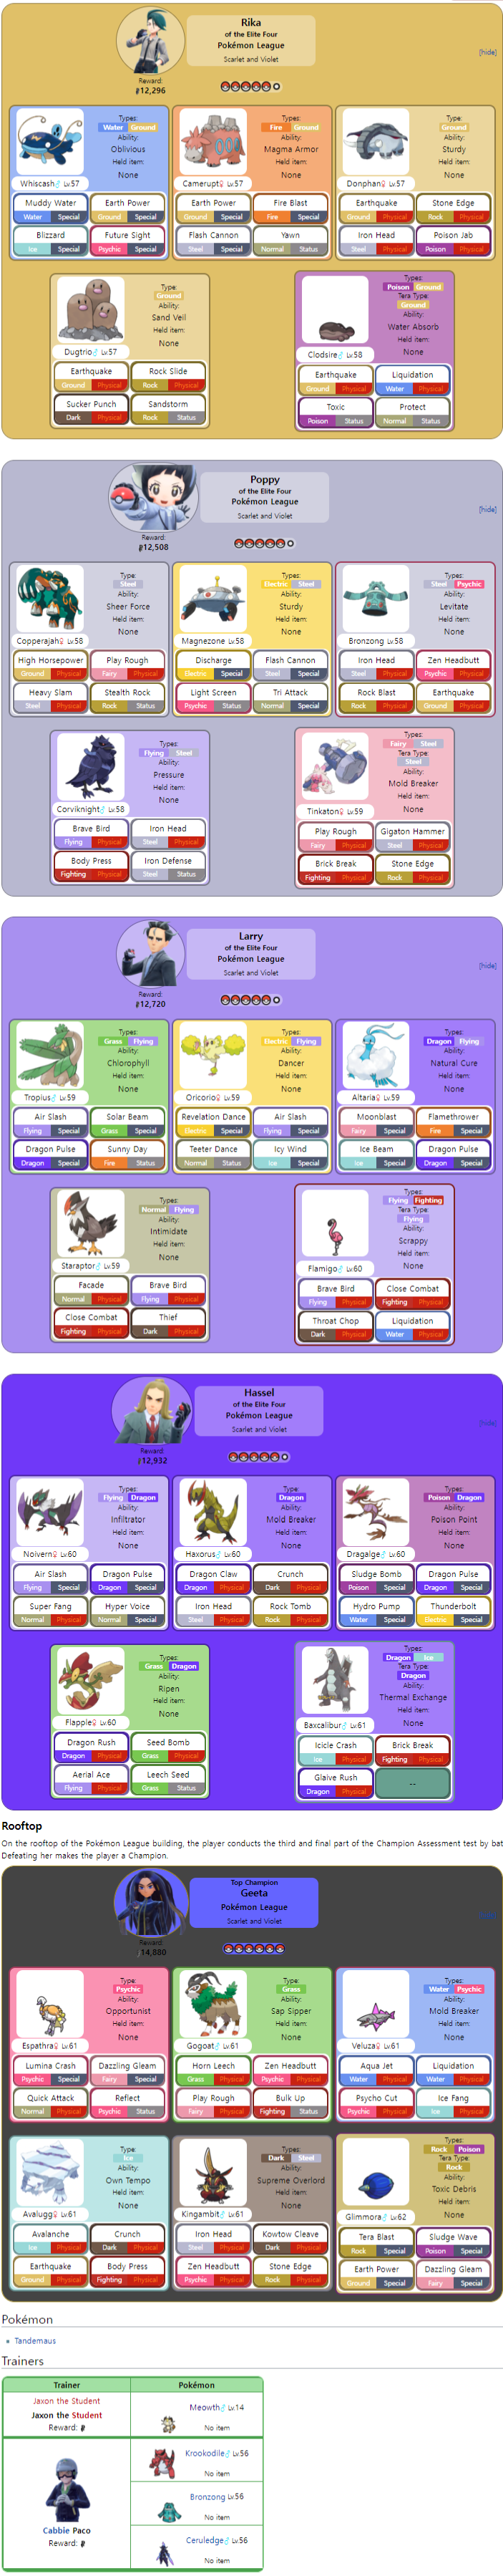 Rika
of the Elite Four
Pokémon League
Scarlet and Violet
[hide]
Reward:
12,296
Types:
Water Ground
Ability:
Oblivious
Held item:
None
Whiscash♂ Lv.57
Muddy Water Earth Power
Water Special Ground Special
Blizzard Future Sight
Ice Special Psychic Special
Types:
Fire Ground
Ability:
Magma Armor
Held item:
None
Camerupt♀ Lv.57
Earth Power Fire Blast
Ground Special Fire Special
Flash Cannon Yawn
Steel Special Normal Status
Type:
Ground
Ability:
Sturdy
Held item:
None
Donphan♀ Lv.57
Earthquake Stone Edge
Ground Physical Rock Physical
Iron Head Poison Jab
Steel Physical Poison Physical
Type:
Ground
Ability:
Sand Veil
Held item:
None
Dugtrio♂ Lv.57
Earthquake Rock Slide
Ground Physical Rock Physical
Sucker Punch Sandstorm
Dark Physical Rock Status
Types:
Poison Ground
Tera Type:
Ground
Ability:
Water Absorb
Held item:
None
Clodsire♂ Lv.58
Earthquake Liquidation
Ground Physical Water Physical
Toxic Protect
Poison Status Normal Status
Poppy
of the Elite Four
Pokémon League
Scarlet and Violet
[hide]
Reward:
12,508
Type:
Steel
Ability:
Sheer Force
Held item:
None
Copperajah♀ Lv.58
High Horsepower Play Rough
Ground Physical Fairy Physical
Heavy Slam Stealth Rock
Steel Physical Rock Status
Types:
Electric Steel
Ability:
Sturdy
Held item:
None
Magnezone Lv.58
Discharge Flash Cannon
Electric Special Steel Special
Light Screen Tri Attack
Psychic Status Normal Special
Types:
Steel Psychic
Ability:
Levitate
Held item:
None
Bronzong Lv.58
Iron Head Zen Headbutt
Steel Physical Psychic Physical
Rock Blast Earthquake
Rock Physical Ground Physical
Types:
Flying Steel
Ability:
Pressure
Held item:
None
Corviknight♂ Lv.58
Brave Bird Iron Head
Flying Physical Steel Physical
Body Press Iron Defense
Fighting Physical Steel Status
Types:
Fairy Steel
Tera Type:
Steel
Ability:
Mold Breaker
Held item:
None
Tinkaton♀ Lv.59
Play Rough Gigaton Hammer
Fairy Physical Steel Physical
Brick Break Stone Edge
Fighting Physical Rock Physical
Larry
of the Elite Four
Pokémon League
Scarlet and Violet
[hide]
Reward:
12,720
Types:
Grass Flying
Ability:
Chlorophyll
Held item:
None
Tropius♂ Lv.59
Air Slash Solar Beam
Flying Special Grass Special
Dragon Pulse Sunny Day
Dragon Special Fire Status
Types:
Electric Flying
Ability:
Dancer
Held item:
None
Oricorio♀ Lv.59
Revelation Dance Air Slash
Electric Special Flying Special
Teeter Dance Icy Wind
Normal Status Ice Special
Types:
Dragon Flying
Ability:
Natural Cure
Held item:
None
Altaria♀ Lv.59
Moonblast Flamethrower
Fairy Special Fire Special
Ice Beam Dragon Pulse
Ice Special Dragon Special
Types:
Normal Flying
Ability:
Intimidate
Held item:
None
Staraptor♂ Lv.59
Facade Brave Bird
Normal Physical Flying Physical
Close Combat Thief
Fighting Physical Dark Physical
Types:
Flying Fighting
Tera Type:
Flying
Ability:
Scrappy
Held item:
None
Flamigo♂ Lv.60
Brave Bird Close Combat
Flying Physical Fighting Physical
Throat Chop Liquidation
Dark Physical Water Physical
Hassel
of the Elite Four
Pokémon League
Scarlet and Violet
[hide]
Reward:
12,932
Types:
Flying Dragon
Ability:
Infiltrator
Held item:
None
Noivern♂ Lv.60
Air Slash Dragon Pulse
Flying Special Dragon Special
Super Fang Hyper Voice
Normal Physical Normal Special
Type:
Dragon
Ability:
Mold Breaker
Held item:
None
Haxorus♂ Lv.60
Dragon Claw Crunch
Dragon Physical Dark Physical
Iron Head Rock Tomb
Steel Physical Rock Physical
Types:
Poison Dragon
Ability:
Poison Point
Held item:
None
Dragalge♂ Lv.60
Sludge Bomb Dragon Pulse
Poison Special Dragon Special
Hydro Pump Thunderbolt
Water Special Electric Special
Types:
Grass Dragon
Ability:
Ripen
Held item:
None
Flapple♀ Lv.60
Dragon Rush Seed Bomb
Dragon Physical Grass Physical
Aerial Ace Leech Seed
Flying Physical Grass Status
Types:
Dragon Ice
Tera Type:
Dragon
Ability:
Thermal Exchange
Held item:
None
Baxcalibur♂ Lv.61
Icicle Crash Brick Break
Ice Physical Fighting Physical
Glaive Rush --
Dragon Physical
Rooftop
On the rooftop of the Pokémon League building, the player conducts the third and final part of the Champion Assessment test by bat
Defeating her makes the player a Champion.
Top Champion
Geeta
Pokémon League
Scarlet and Violet
Reward:
14,880
Type:
Psychic
Ability:
Opportunist
Held item:
None
Espathra♀ Lv.61
Lumina Crash Dazzling Gleam
Psychic Special Fairy Special
Quick Attack Reflect
Normal Physical Psychic Status
Type:
Grass
Ability:
Sap Sipper
Held item:
None
Gogoat♂ Lv.61
Horn Leech Zen Headbutt
Grass Physical Psychic Physical
Play Rough Bulk Up
Fairy Physical Fighting Status
Types:
Water Psychic
Ability:
Mold Breaker
Held item:
None
Veluza♀ Lv.61
Aqua Jet Liquidation
Water Physical Water Physical
Psycho Cut Ice Fang
Psychic Physical Ice Physical
Type:
Ice
Ability:
Own Tempo
Held item:
None
Avalugg♀ Lv.61
Avalanche Crunch
Ice Physical Dark Physical
Earthquake Body Press
Ground Physical Fighting Physical
Types:
Dark Steel
Ability:
Supreme Overlord
Held item:
None
Kingambit♂ Lv.61
Iron Head Kowtow Cleave
Steel Physical Dark Physical
Zen Headbutt Stone Edge
Psychic Physical Rock Physical
Types:
Rock Poison
Tera Type:
Rock
Ability:
Toxic Debris
Held item:
None
Glimmora♀ Lv.62
Tera Blast Sludge Wave
Rock Special Poison Special
Earth Power Dazzling Gleam
Ground Special Fairy Special
Pokémon
Tandemaus
Trainers
Trainer Pokémon
Jaxon the Student
Jaxon the Student
Reward:
Meowth♂ Lv.14
No item
Cabbie Paco
Reward:
Krookodile♂ Lv.56
No item
Bronzong Lv.56
No item
Ceruledge♂ Lv.56
No item